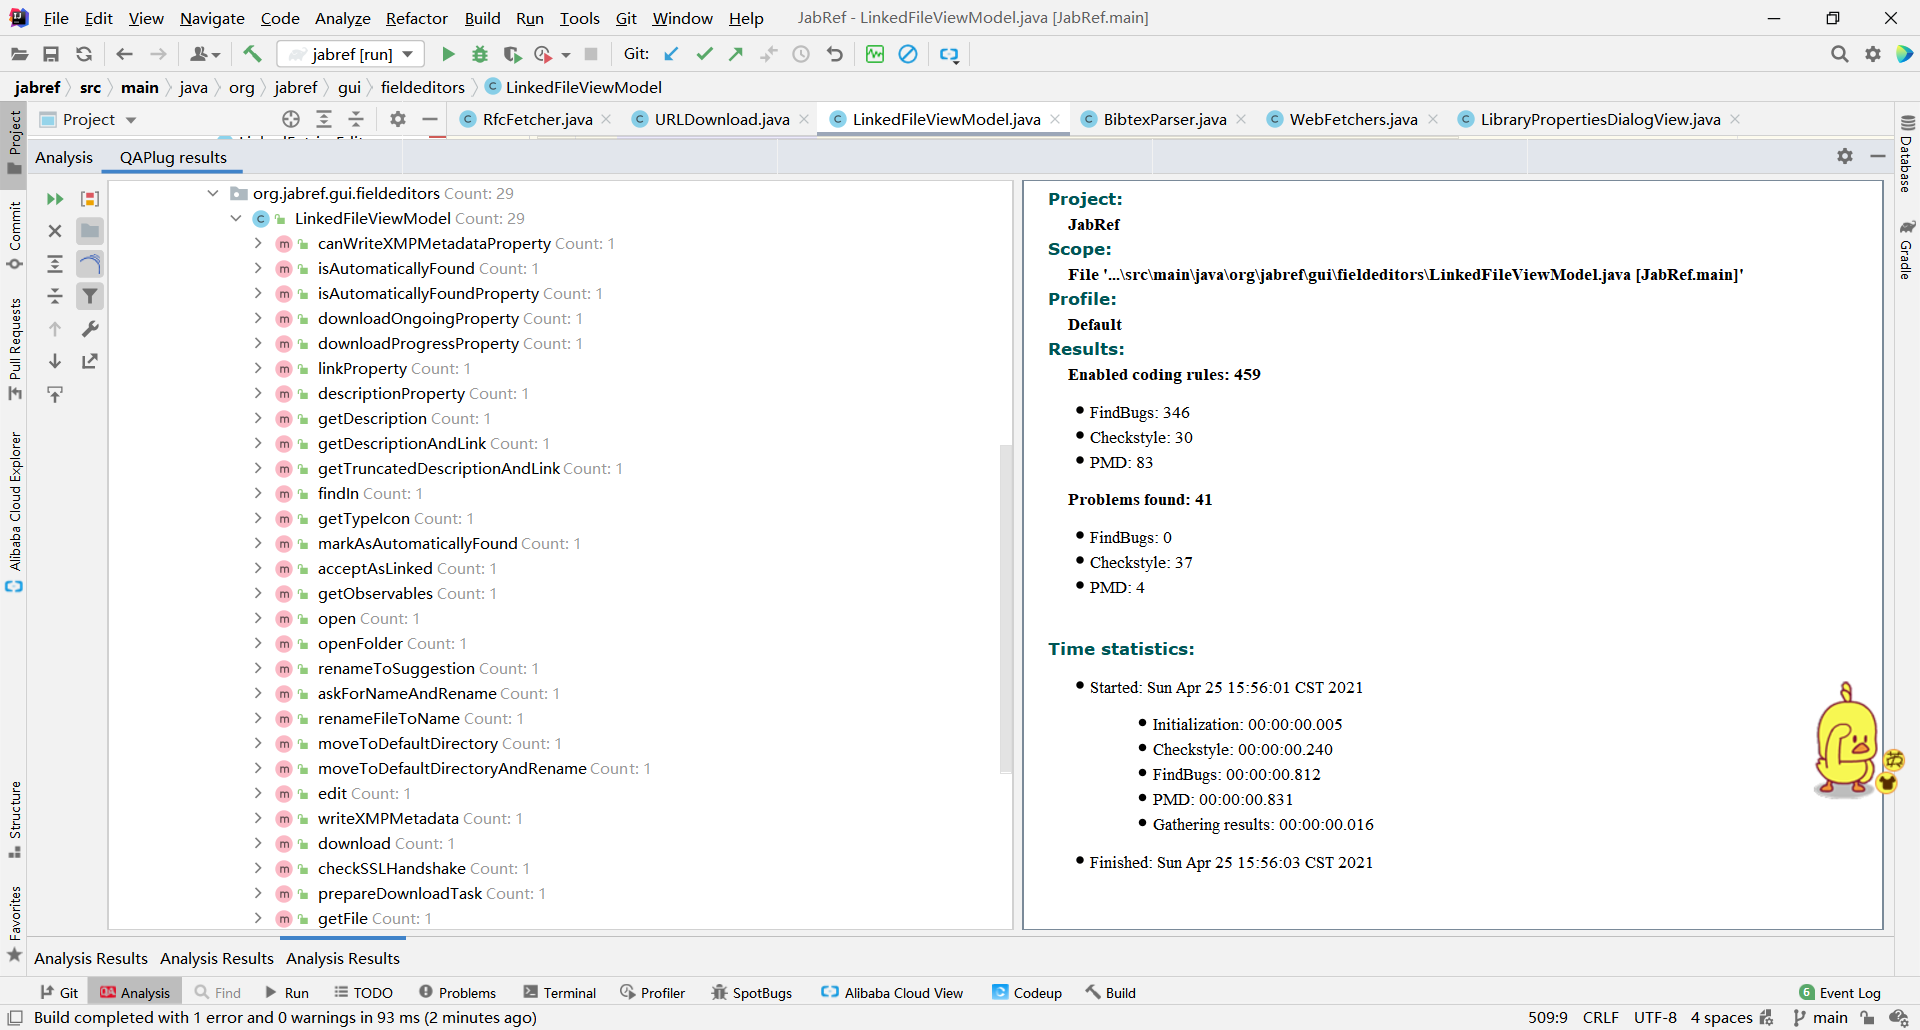 File Edit View Navigate Code Analyze Refactor Build Run Tools Git Window Help JabRef - LinkedFileViewModel.java [JabRef.main]
jabref [run] Git:
jabref src main java org jabref gui fieldeditors LinkedFileViewModel
Project RfcFetcher.java URLDownload.java LinkedFileViewModel.java BibtexParser.java WebFetchers.java LibraryPropertiesDialogView.java
Analysis QAPlug results
org.jabref.gui.fieldeditors Count: 29
LinkedFileViewModel Count: 29
canWriteXMPMetadataProperty Count: 1
isAutomaticallyFound Count: 1
isAutomaticallyFoundProperty Count: 1
downloadOngoingProperty Count: 1
downloadProgressProperty Count: 1
linkProperty Count: 1
descriptionProperty Count: 1
getDescription Count: 1
getDescriptionAndLink Count: 1
getTruncatedDescriptionAndLink Count: 1
findIn Count: 1
getTypeIcon Count: 1
markAsAutomaticallyFound Count: 1
acceptAsLinked Count: 1
getObservables Count: 1
open Count: 1
openFolder Count: 1
renameToSuggestion Count: 1
askForNameAndRename Count: 1
renameFileToName Count: 1
moveToDefaultDirectory Count: 1
moveToDefaultDirectoryAndRename Count: 1
edit Count: 1
writeXMPMetadata Count: 1
download Count: 1
checkSSLHandshake Count: 1
prepareDownloadTask Count: 1
getFile Count: 1
Project:
JabRef
Scope:
File '...\src\main\java\org\jabref\gui\fieldeditors\LinkedFileViewModel.java [JabRef.main]'
Profile:
Default
Results:
Enabled coding rules: 459
FindBugs: 346
Checkstyle: 30
PMD: 83
Problems found: 41
FindBugs: 0
Checkstyle: 37
PMD: 4
Time statistics:
Started: Sun Apr 25 15:56:01 CST 2021
Initialization: 00:00:00.005
Checkstyle: 00:00:00.240
FindBugs: 00:00:00.812
PMD: 00:00:00.831
Gathering results: 00:00:00.016
Finished: Sun Apr 25 15:56:03 CST 2021
Project
Commit
Pull Requests
Alibaba Cloud Explorer
Structure
Favorites
Database
Gradle
Analysis Results Analysis Results Analysis Results
Git Analysis Find Run TODO Problems Terminal Profiler SpotBugs Alibaba Cloud View Codeup Build 6 Event Log
Build completed with 1 error and 0 warnings in 93 ms (2 minutes ago) 509:9 CRLF UTF-8 4 spaces main